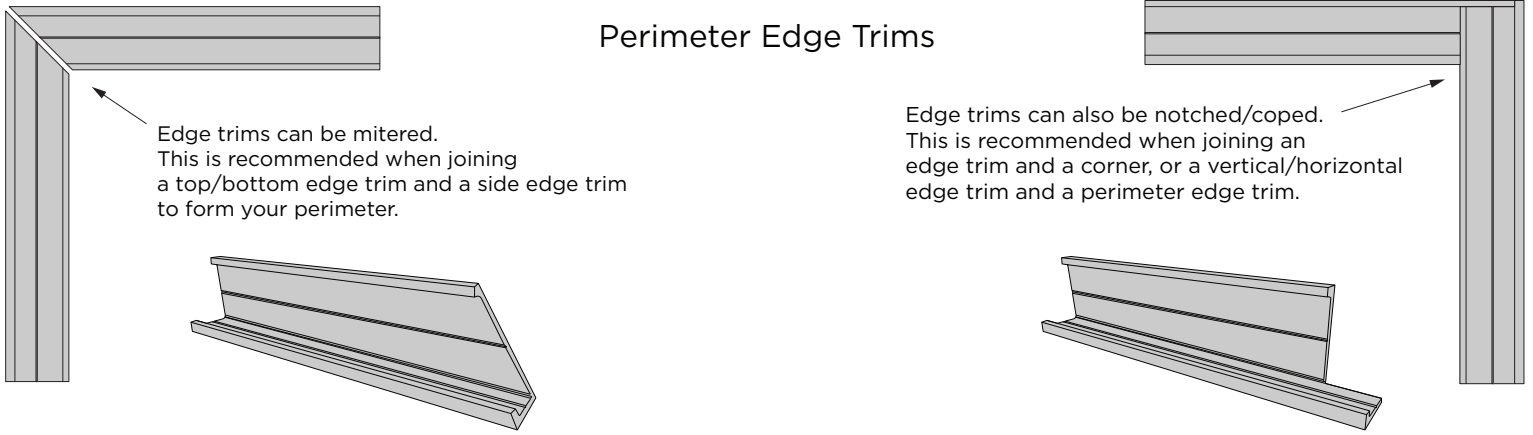 Perimeter Edge Trims
Edge trims can be mitered.
This is recommended when joining
a top/bottom edge trim and a side edge trim
to form your perimeter.
Edge trims can also be notched/coped.
This is recommended when joining an
edge trim and a corner, or a vertical/horizontal
edge trim and a perimeter edge trim.